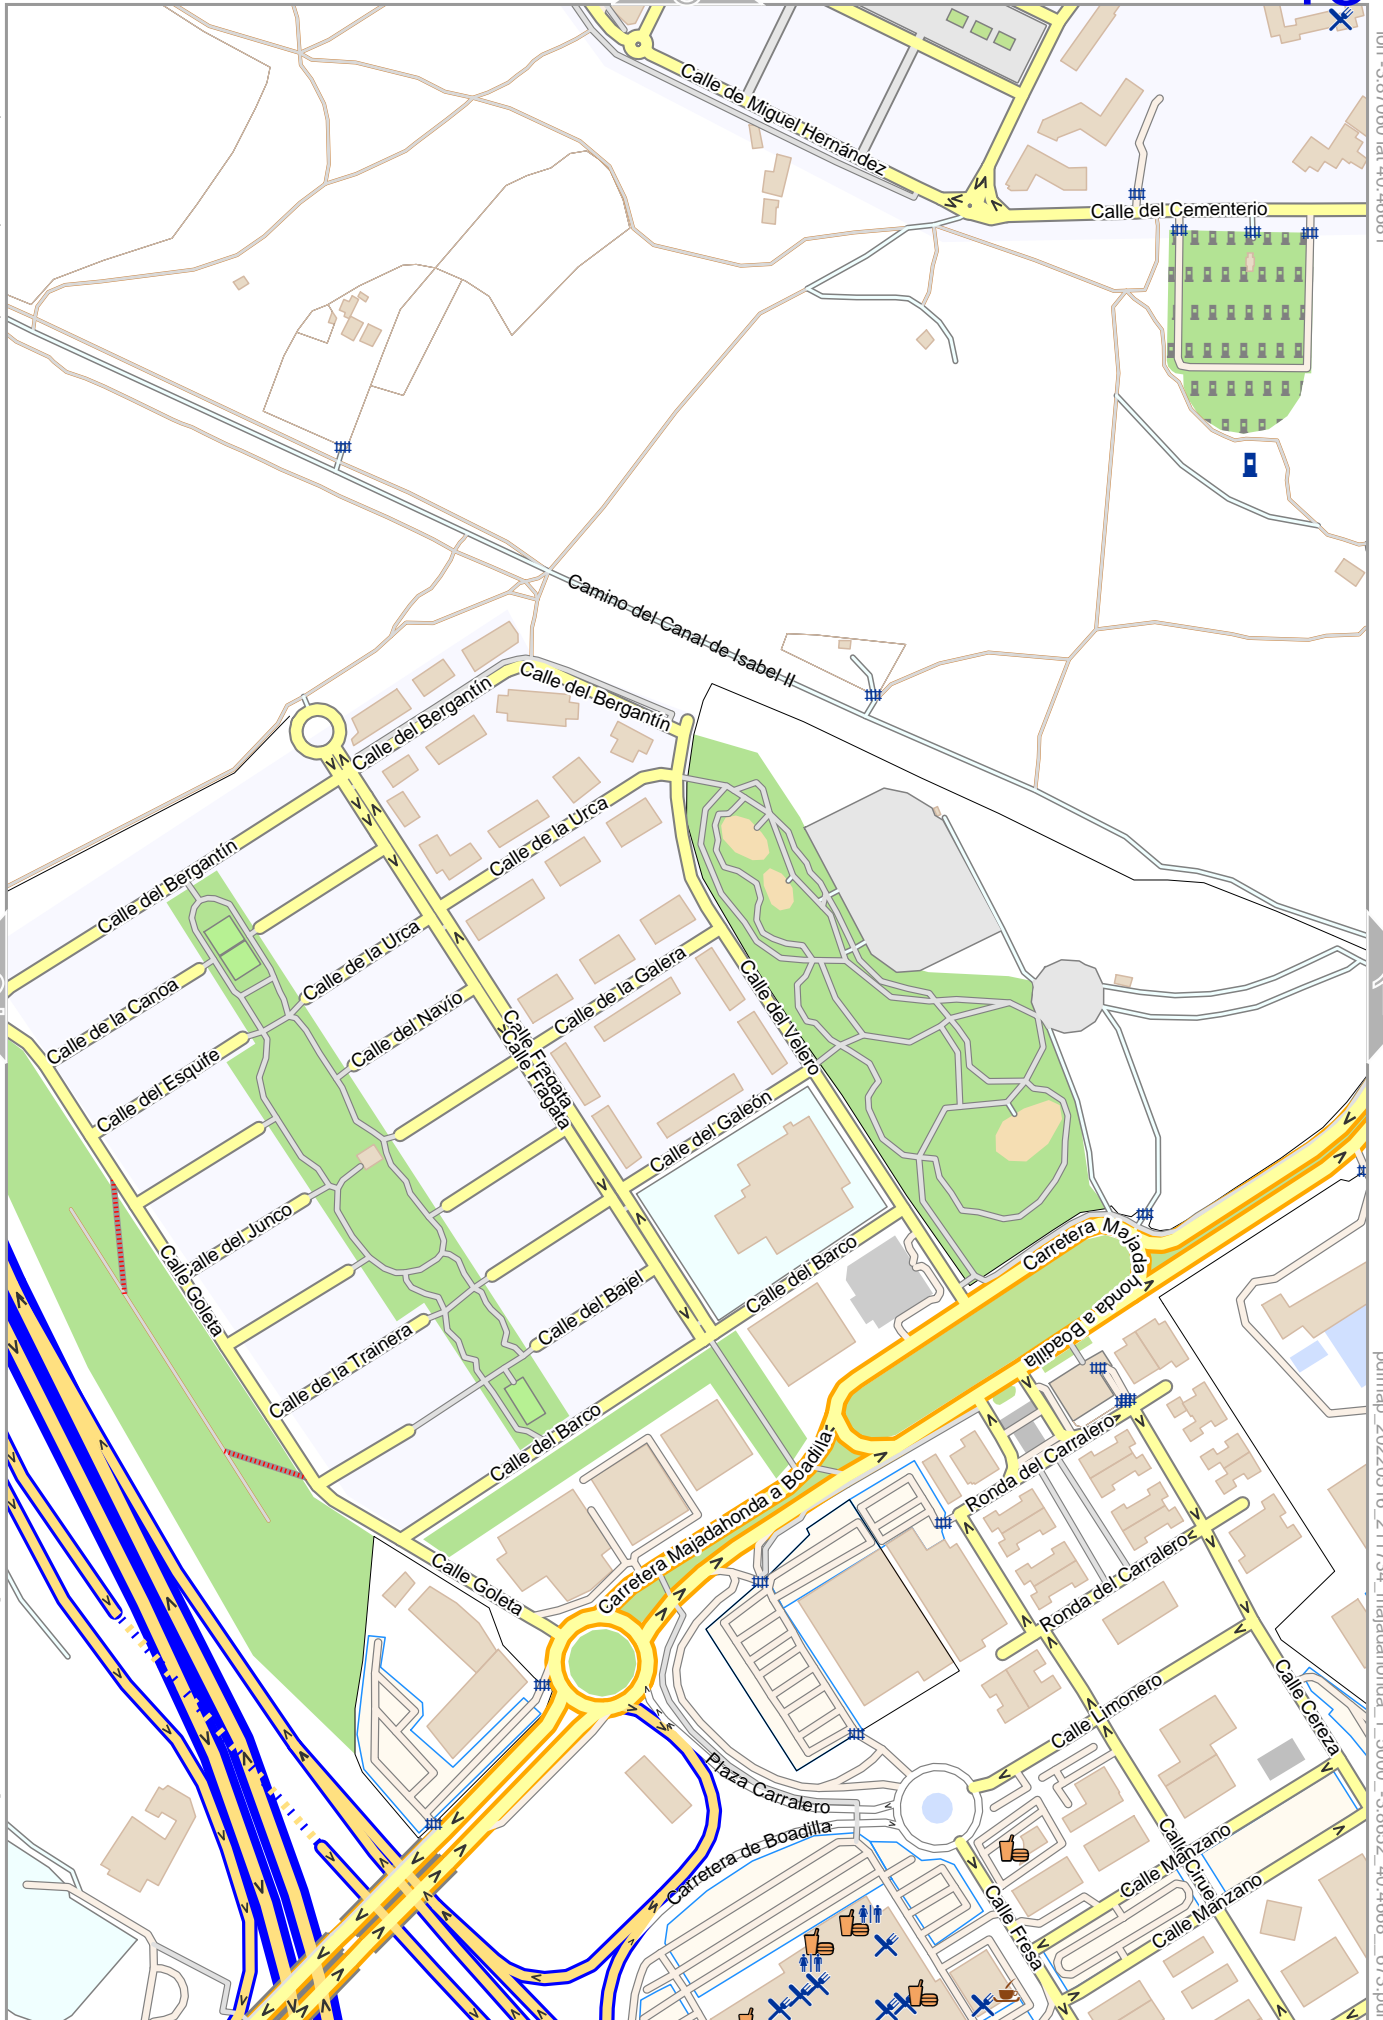 Calle de Miguel Hernández
Calle del Cementerio
Camino del Canal de Isabel II
Calle del Bergantín
Calle del Bergantín
Calle del Bergantín
Calle de la Urca
Calle de la Urca
Calle de la Canoa
Calle del Navío
Calle de la Galera
Calle del Velero
Calle Fragata
Calle Fragata
Calle del Esquife
Calle del Galeón
Calle del Junco
Calle Goleta
Calle del Barco
Calle del Bajel
Calle de la Trainera
Calle del Barco
Carretera Majadahonda a Boadilla
Carretera Majadahonda a Boadilla
Calle Goleta
Ronda del Carralero
Ronda del Carralero
Calle Limonero
Calle Cereza
Plaza Carralero
Carretera de Boadilla
Calle Manzano
Calle Manzano
Calle Fresa